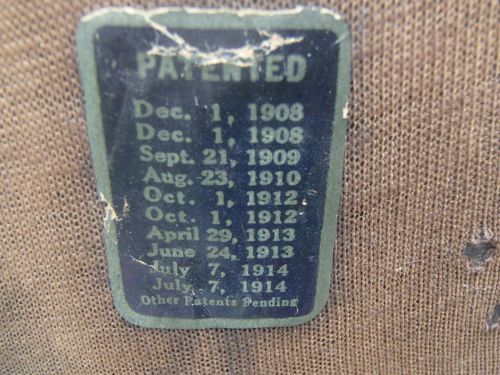 PATENTED
Dec. 1, 1908
Dec. 1, 1908
Sept. 21, 1909
Aug. 23, 1910
Oct. 1, 1912
Oct. 1, 1912
April 29, 1913
June 24, 1913
July 7, 1914
July 7, 1914
Other Patents Pending